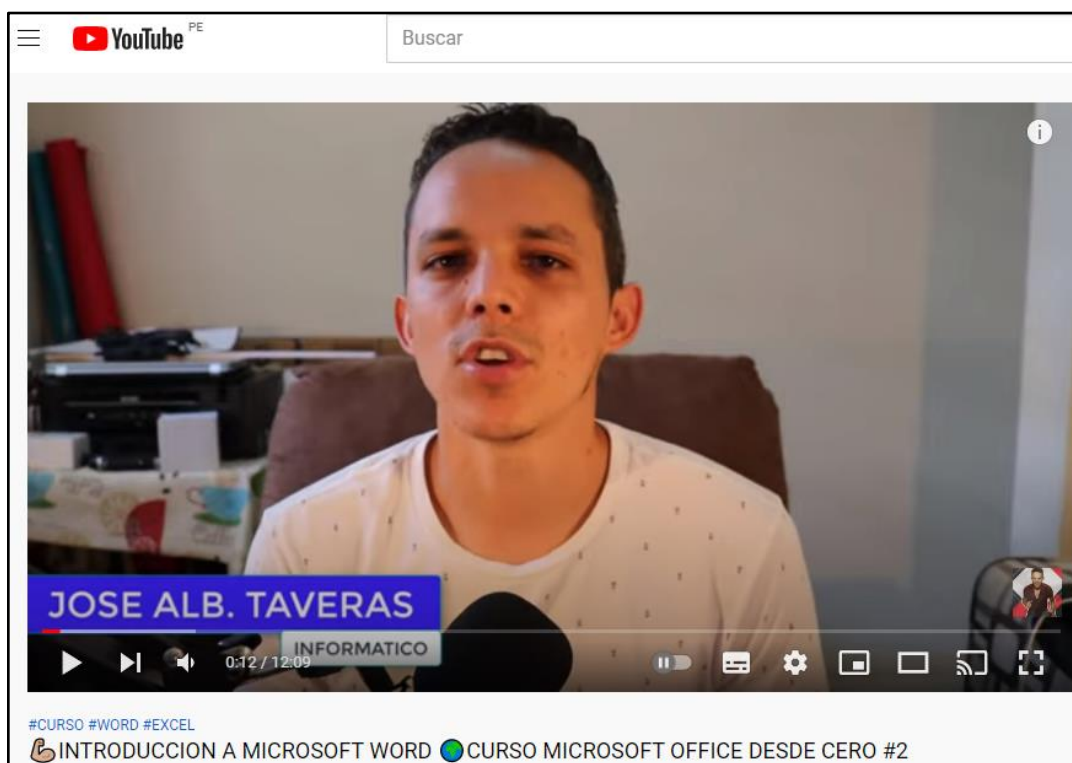 YouTube PE
Buscar
JOSE ALB. TAVERAS
INFORMATICO
0:12 / 12:09
#CURSO #WORD #EXCEL
💪INTRODUCCION A MICROSOFT WORD 🌍CURSO MICROSOFT OFFICE DESDE CERO #2